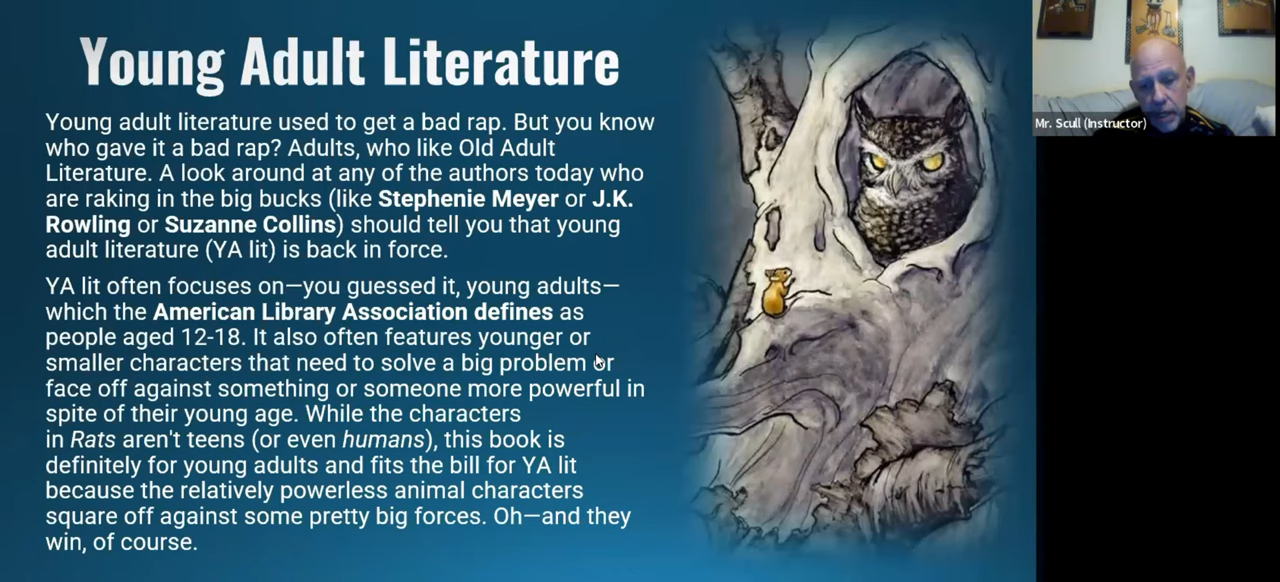 Young Adult Literature
Young adult literature used to get a bad rap. But you know
who gave it a bad rap? Adults, who like Old Adult
Literature. A look around at any of the authors today who
are raking in the big bucks (like Stephenie Meyer or J.K.
Rowling or Suzanne Collins) should tell you that young
adult literature (YA lit) is back in force.
YA lit often focuses on—you guessed it, young adults—
which the American Library Association defines as
people aged 12-18. It also often features younger or
smaller characters that need to solve a big problem or
face off against something or someone more powerful in
spite of their young age. While the characters
in Rats aren't teens (or even humans), this book is
definitely for young adults and fits the bill for YA lit
because the relatively powerless animal characters
square off against some pretty big forces. Oh—and they
win, of course.
Mr. Scull (Instructor)